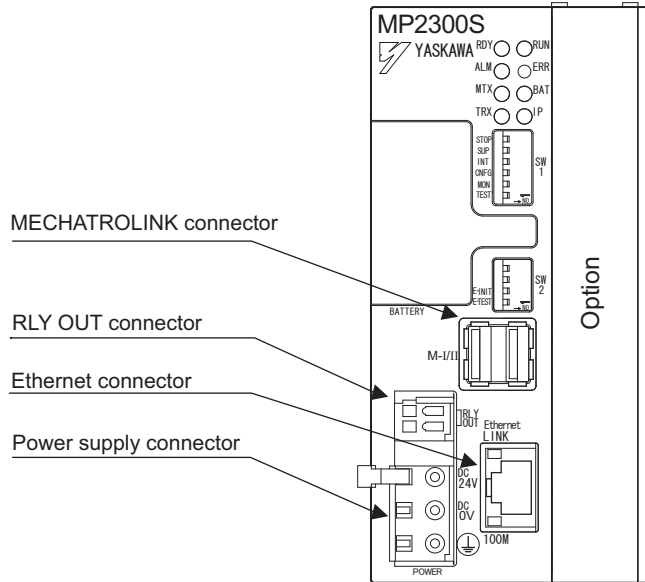 MP2300S
YASKAWA
RDY RUN
ALM ERR
MTX BAT
TRX IP
STOP
SUP
INT
CNFG
MON
TEST
SW
1
→ NO
MECHATROLINK connector
E-INIT
E-TEST
SW
2
→ NO
BATTERY
Option
RLY OUT connector
M-I/II
Ethernet connector
RLY
OUT
Ethernet
LINK
Power supply connector
DC
24V
DC
0V
100M
POWER